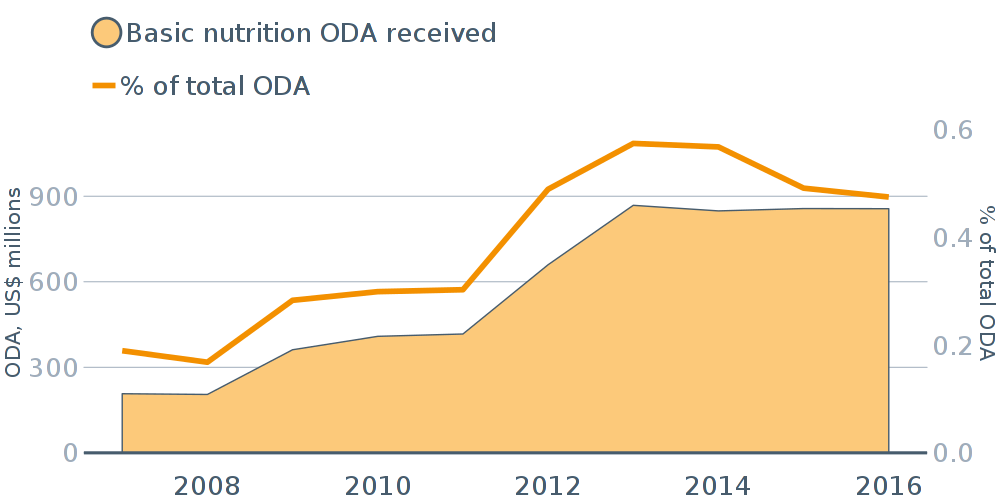 Basic nutrition ODA received
% of total ODA
0.6
900
0.4
600
0.2
300
0
0.0
ODA, US$ millions
% of total ODA
2008 2010 2012 2014 2016